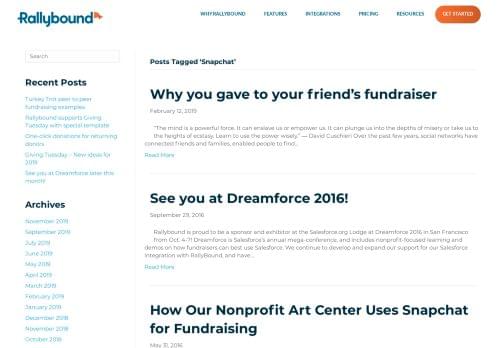 Rallybound
WHY RALLYBOUND
FEATURES
INTEGRATIONS
PRICING
RESOURCES
GET STARTED
Search
Recent Posts
Turkey Trot peer to peer
fundraising examples
Rallybound supports Giving
Tuesday with special template
One-click donations for returning
donors
Giving Tuesday – New ideas for
2019
See you at Dreamforce later this
month!
Archives
November 2019
September 2019
July 2019
June 2019
May 2019
April 2019
March 2019
February 2019
January 2019
December 2018
November 2018
October 2018
Posts Tagged ‘Snapchat’
Why you gave to your friend’s fundraiser
February 12, 2019
“The mind is a powerful force. It can enslave us or empower us. It can plunge us into the depths of misery or take us to
the heights of ecstasy. Learn to use the power wisely.” — David Cuschieri Over the past few years, social networks have
connected friends and families, enabled people to find...
Read More
See you at Dreamforce 2016!
September 29, 2016
Rallybound is proud to be a sponsor and exhibitor at the Salesforce.org Lodge at Dreamforce 2016 in San Francisco
from Oct. 4-7! Dreamforce is Salesforce’s annual mega-conference, and includes nonprofit-focused learning and
demos on how fundraisers can best use Salesforce. We continue to develop and expand our support for our Salesforce
integration with RallyBound, and have...
Read More
How Our Nonprofit Art Center Uses Snapchat
for Fundraising
May 31, 2016